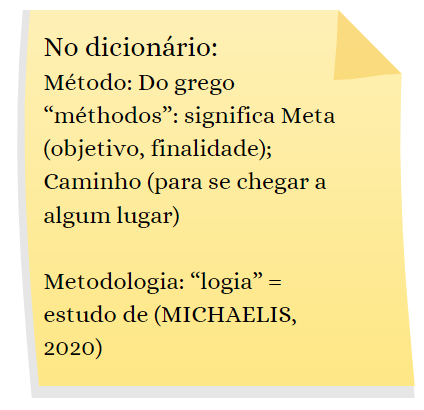 No dicionário:
Método: Do grego
“méthodos”: significa Meta
(objetivo, finalidade);
Caminho (para se chegar a
algum lugar)
Metodologia: “logia” =
estudo de (MICHAELIS,
2020)